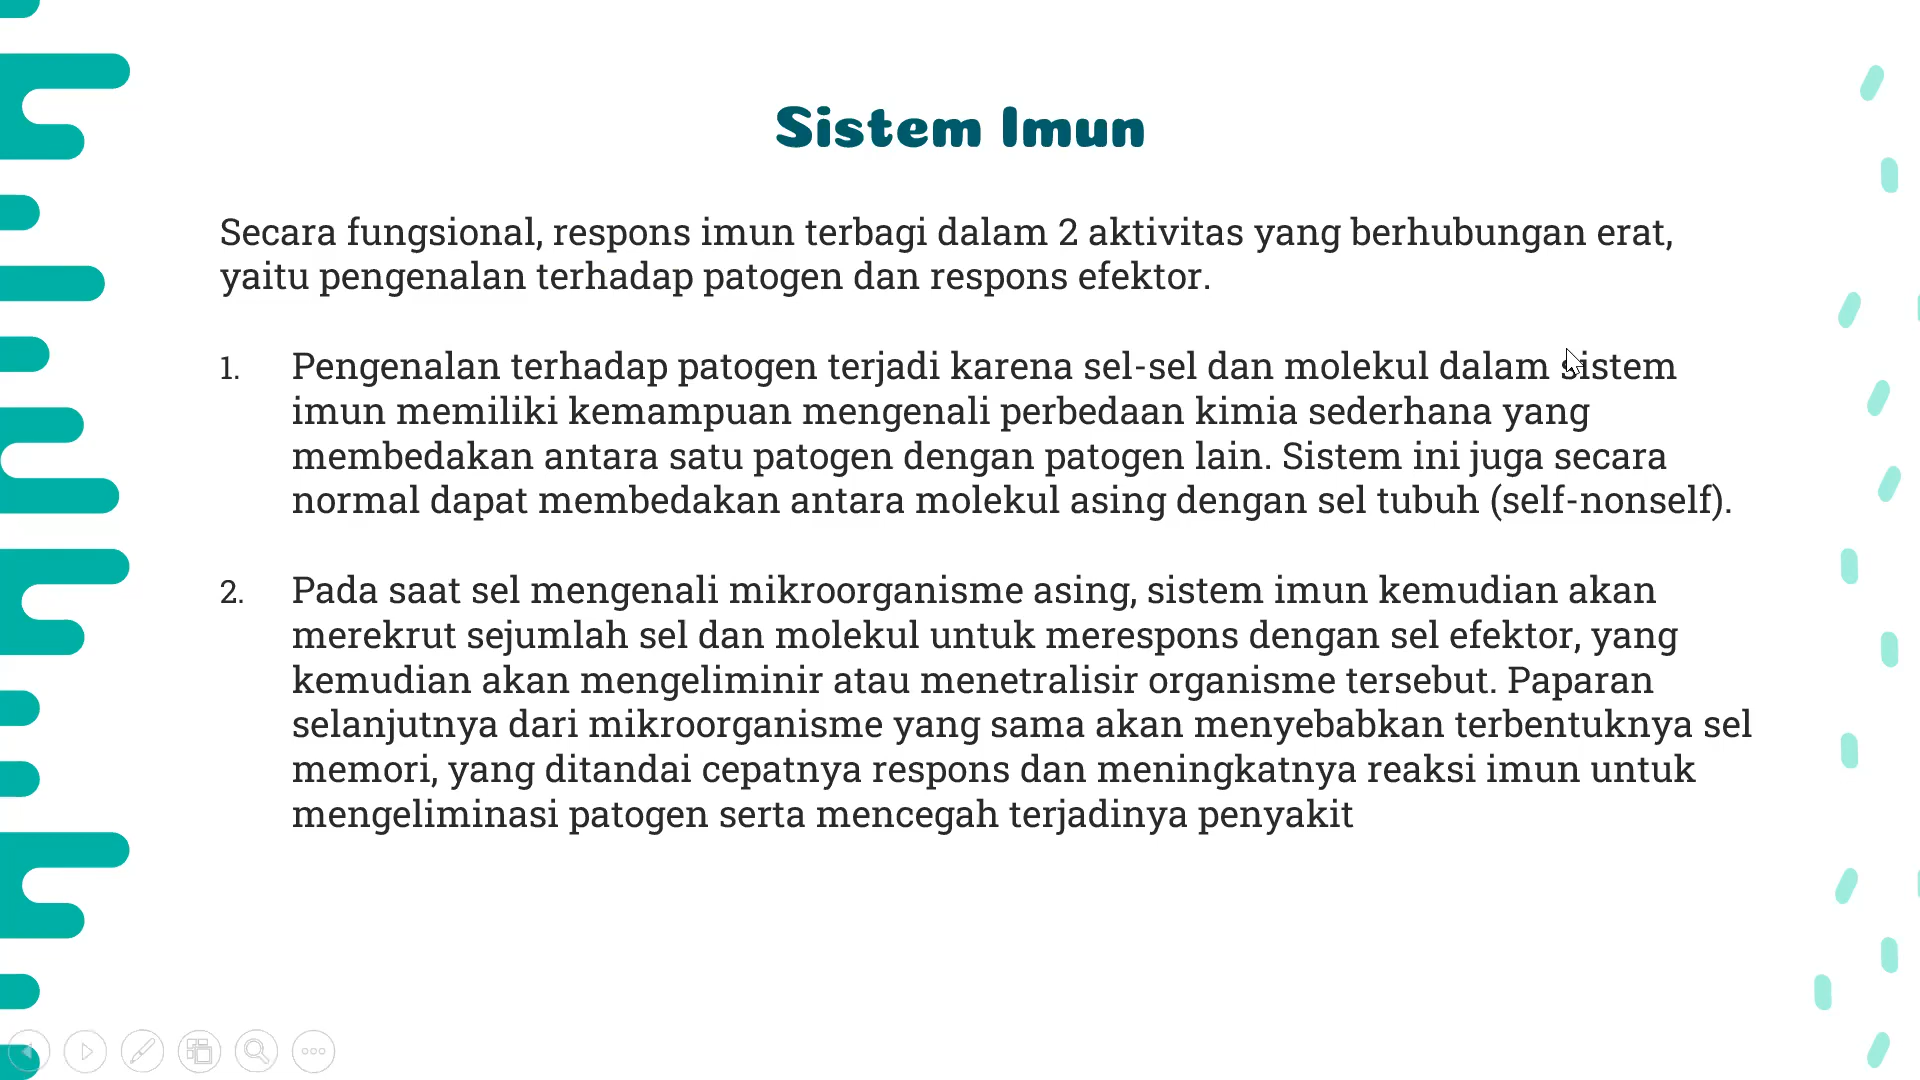 Sistem Imun
Secara fungsional, respons imun terbagi dalam 2 aktivitas yang berhubungan erat,
yaitu pengenalan terhadap patogen dan respons efektor.
1. Pengenalan terhadap patogen terjadi karena sel-sel dan molekul dalam sistem
imun memiliki kemampuan mengenali perbedaan kimia sederhana yang
membedakan antara satu patogen dengan patogen lain. Sistem ini juga secara
normal dapat membedakan antara molekul asing dengan sel tubuh (self-nonself).
2. Pada saat sel mengenali mikroorganisme asing, sistem imun kemudian akan
merekrut sejumlah sel dan molekul untuk merespons dengan sel efektor, yang
kemudian akan mengeliminir atau menetralisir organisme tersebut. Paparan
selanjutnya dari mikroorganisme yang sama akan menyebabkan terbentuknya sel
memori, yang ditandai cepatnya respons dan meningkatnya reaksi imun untuk
mengeliminasi patogen serta mencegah terjadinya penyakit